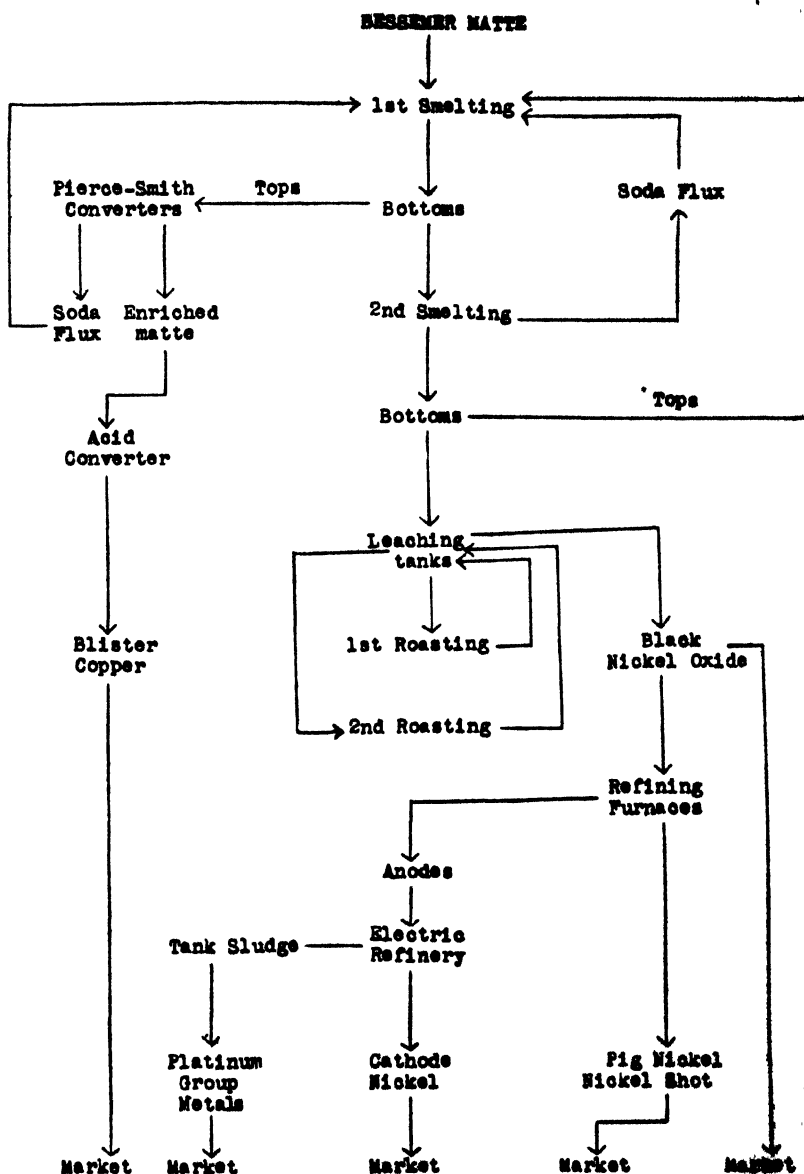 BESSEMER MATTE
1st Smelting
Pierce-Smith
Converters
Tops
Bottoms
Soda Flux
Soda
Flux
Enriched
matte
2nd Smelting
Bottoms
Tops
Acid
Converter
Leaching
tanks
Blister
Copper
1st Roasting
Black
Nickel Oxide
2nd Roasting
Refining
Furnaces
Anodes
Tank Sludge
Electric
Refinery
Platinum
Group
Metals
Cathode
Nickel
Pig Nickel
Nickel Shot
Market
Market
Market
Market
Market